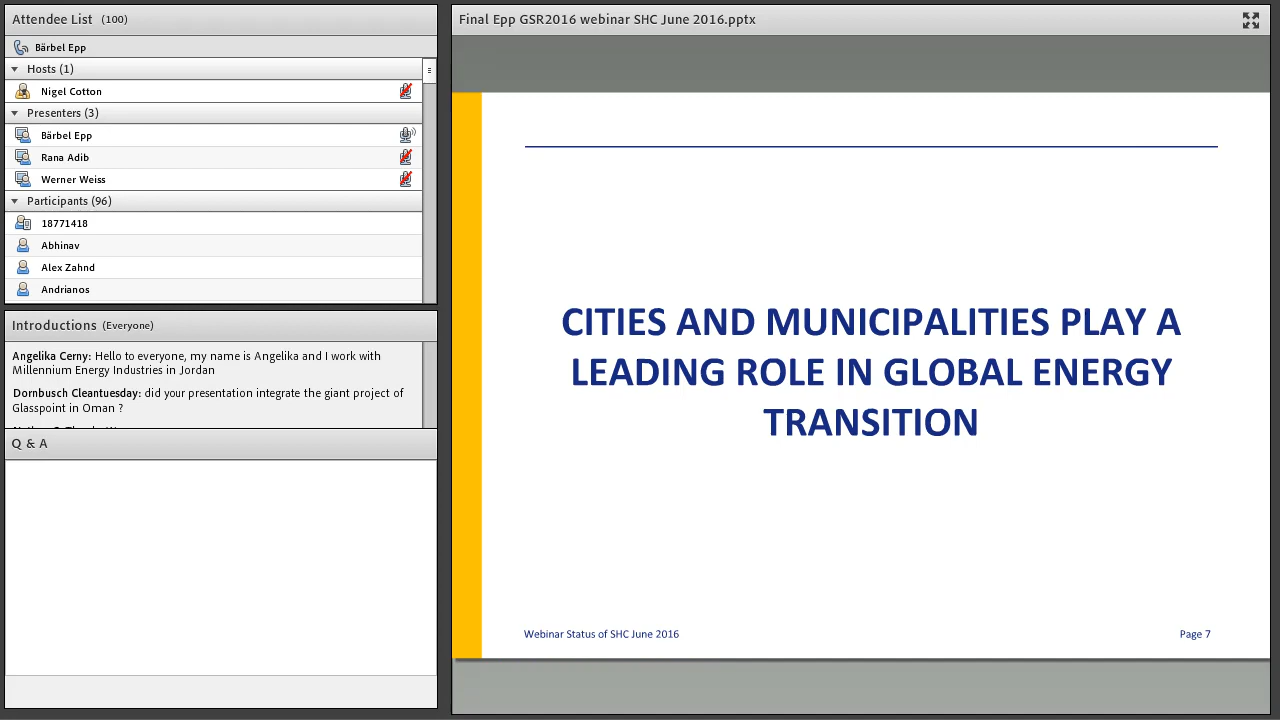 Attendee List (100)
Bärbel Epp
Hosts (1)
Nigel Cotton
Presenters (3)
Bärbel Epp
Rana Adib
Werner Weiss
Participants (96)
18771418
Abhinav
Alex Zahnd
Andrianos
Introductions (Everyone)
Angelika Cerny: Hello to everyone, my name is Angelika and I work with
Millennium Energy Industries in Jordan
Dornbusch Cleantuesday: did your presentation integrate the giant project of
Glasspoint in Oman ?
Q & A
Final Epp GSR2016 webinar SHC June 2016.pptx
CITIES AND MUNICIPALITIES PLAY A
LEADING ROLE IN GLOBAL ENERGY
TRANSITION
Webinar Status of SHC June 2016
Page 7